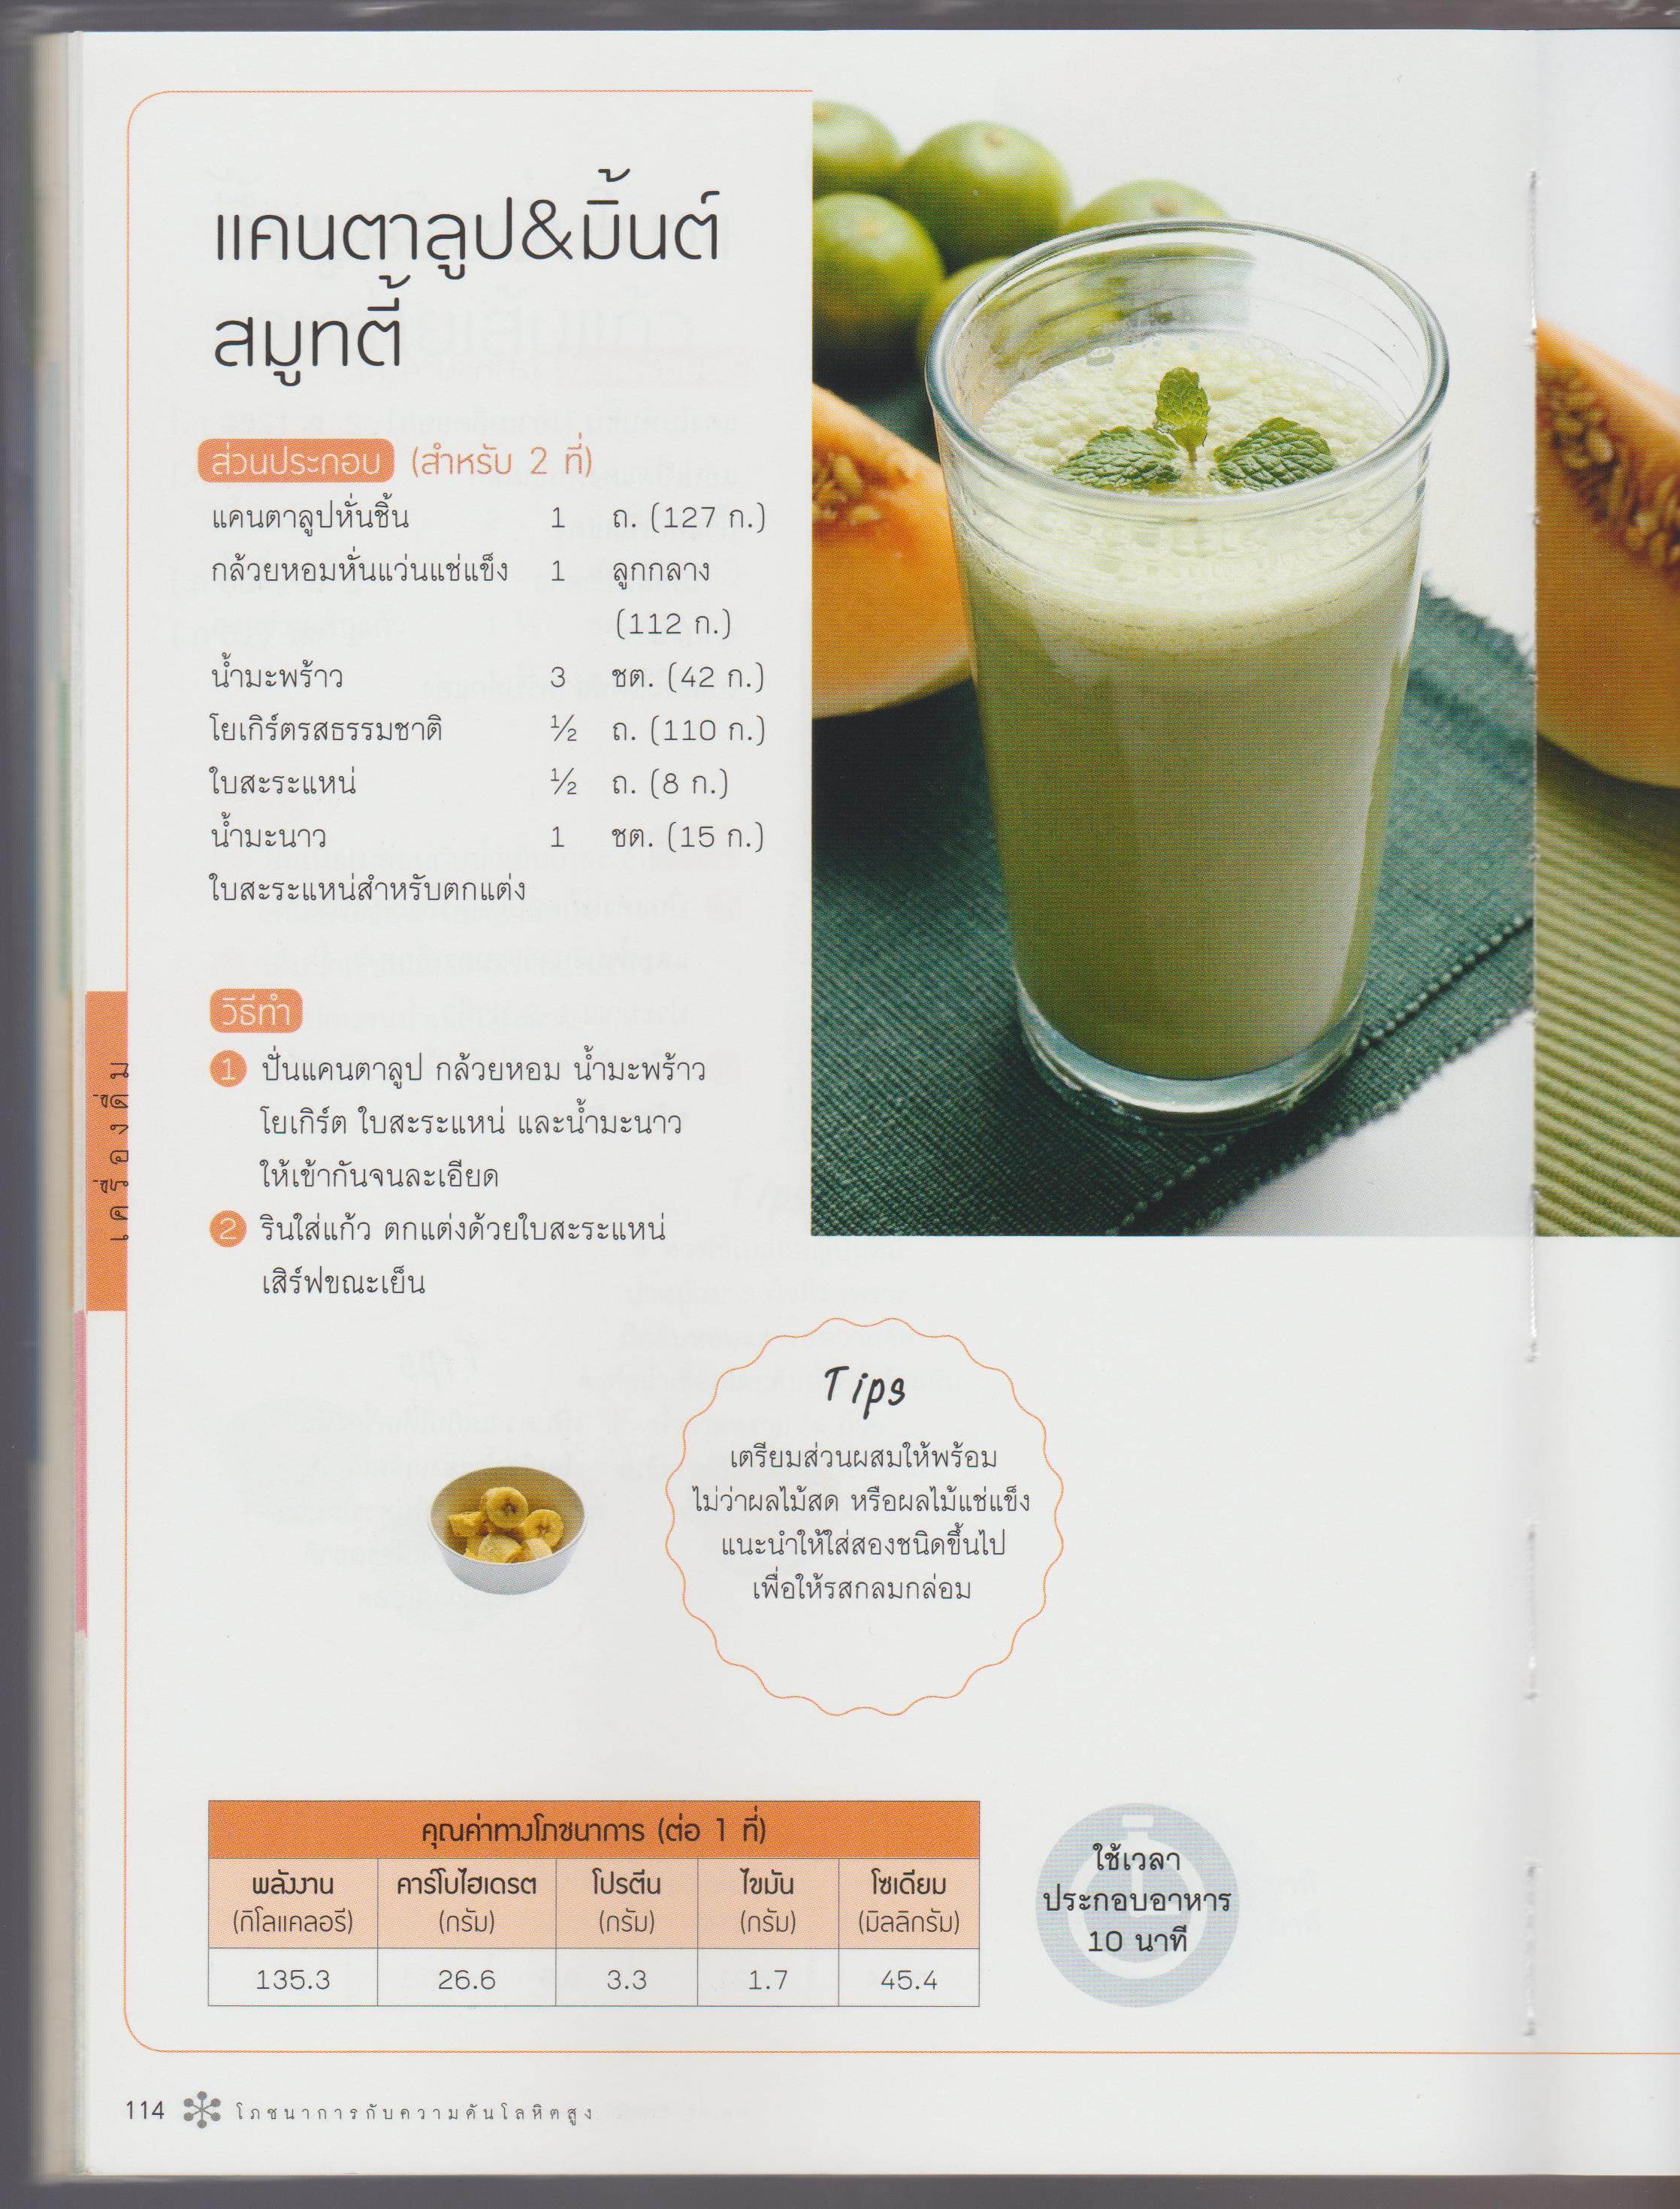 แคนตาลูป&มิ้นต์
สมูทตี้
ส่วนประกอบ (สำหรับ 2 ที่)
แคนตาลูปหั่นชิ้น 1 ถ. (127 ก.)
กล้วยหอมหั่นแว่นแช่แข็ง 1 ลูกกลาง
(112 ก.)
น้ำมะพร้าว 3 ชต. (42 ก.)
โยเกิร์ตรสธรรมชาติ ½ ถ. (110 ก.)
ใบสะระแหน่ ½ ถ. (8 ก.)
น้ำมะนาว 1 ชต. (15 ก.)
ใบสะระแหน่สำหรับตกแต่ง
วิธีทำ
1 ปั่นแคนตาลูป กล้วยหอม น้ำมะพร้าว
โยเกิร์ต ใบสะระแหน่ และน้ำมะนาว
ให้เข้ากันจนละเอียด
2 รินใส่แก้ว ตกแต่งด้วยใบสะระแหน่
เสิร์ฟขณะเย็น
เครื่องดื่ม
Tips
เตรียมส่วนผสมให้พร้อม
ไม่ว่าผลไม้สด หรือผลไม้แช่แข็ง
แนะนำให้ใส่สองชนิดขึ้นไป
เพื่อให้รสกลมกล่อม
คุณค่าทางโภชนาการ (ต่อ 1 ที่)
พลังงาน คาร์โบไฮเดรต โปรตีน ไขมัน โซเดียม
(กิโลแคลอรี) (กรัม) (กรัม) (กรัม) (มิลลิกรัม)
135.3 26.6 3.3 1.7 45.4
ใช้เวลา
ประกอบอาหาร
10 นาที
114 โภชนาการกับความดันโลหิตสูง